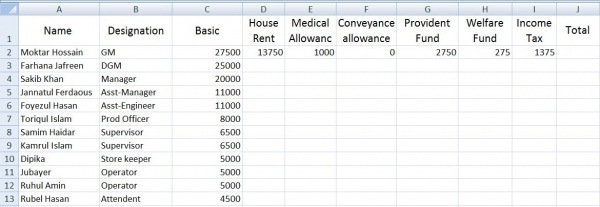 A B C D E F G H I J
1 Name Designation Basic House Rent Medical Allowanc Conveyance allowance Provident Fund Welfare Fund Income Tax Total
2 Moktar Hossain GM 27500 13750 1000 0 2750 275 1375
3 Farhana Jafreen DGM 25000
4 Sakib Khan Manager 20000
5 Jannatul Ferdaous Asst-Manager 11000
6 Foyezul Hasan Asst-Engineer 11000
7 Toriqul Islam Prod Officer 8000
8 Samim Haidar Supervisor 6500
9 Kamrul Islam Supervisor 6500
10 Dipika Store keeper 5000
11 Jubayer Operator 5000
12 Ruhul Amin Operator 5000
13 Rubel Hasan Attendent 4500